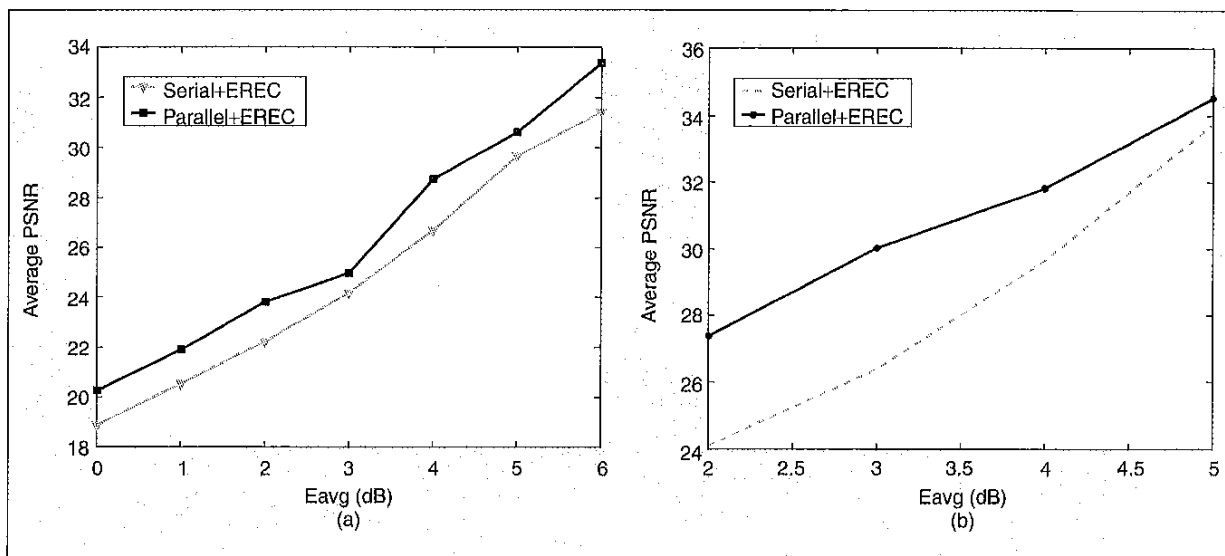 34
32
30
28
26
24
22
20
18
Average PSNR
Serial+EREC
Parallel+EREC
0 1 2 3 4 5 6
Eavg (dB)
(a)
36
34
32
30
28
26
24
Average PSNR
Serial+EREC
Parallel+EREC
2 2.5 3 3.5 4 4.5 5
Eavg (dB)
(b)